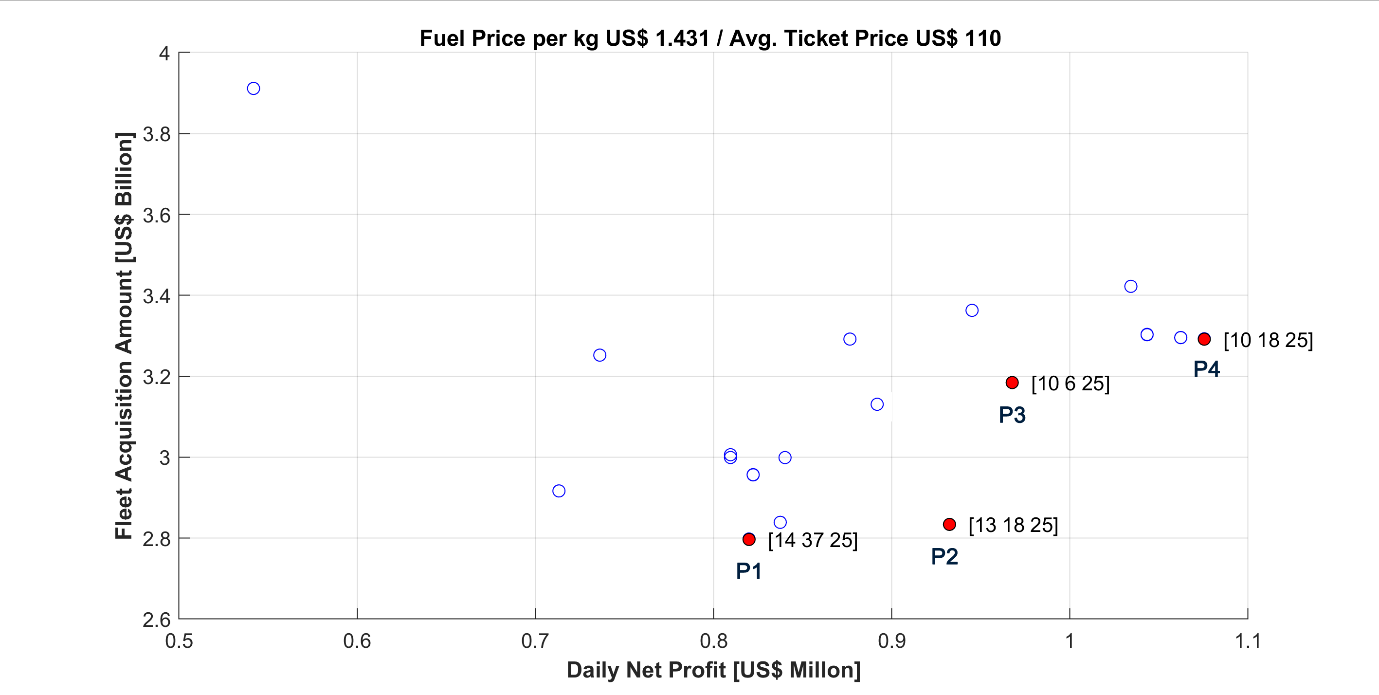 Fuel Price per kg US$ 1.431 / Avg. Ticket Price US$ 110
Fleet Acquisition Amount [US$ Billion]
4
3.8
3.6
3.4
3.2
3
2.8
2.6
[10 18 25]
P4
[10 6 25]
P3
[13 18 25]
P2
[14 37 25]
P1
0.5 0.6 0.7 0.8 0.9 1 1.1
Daily Net Profit [US$ Millon]